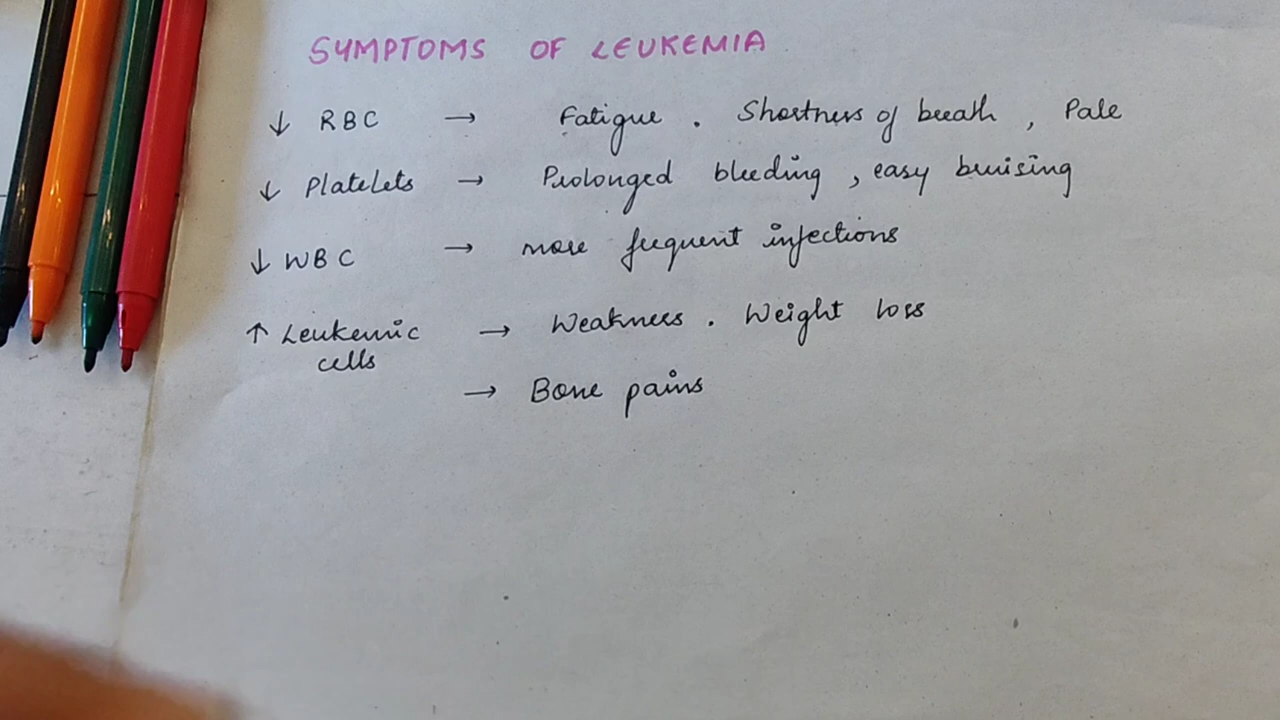 SYMPTOMS OF LEUKEMIA
↓ RBC → Fatigue. Shortness of breath, Pale
↓ Platelets → Prolonged bleeding, easy bruising
↓ WBC → more frequent infections
↑ Leukemic cells → Weakness. Weight loss
→ Bone pains